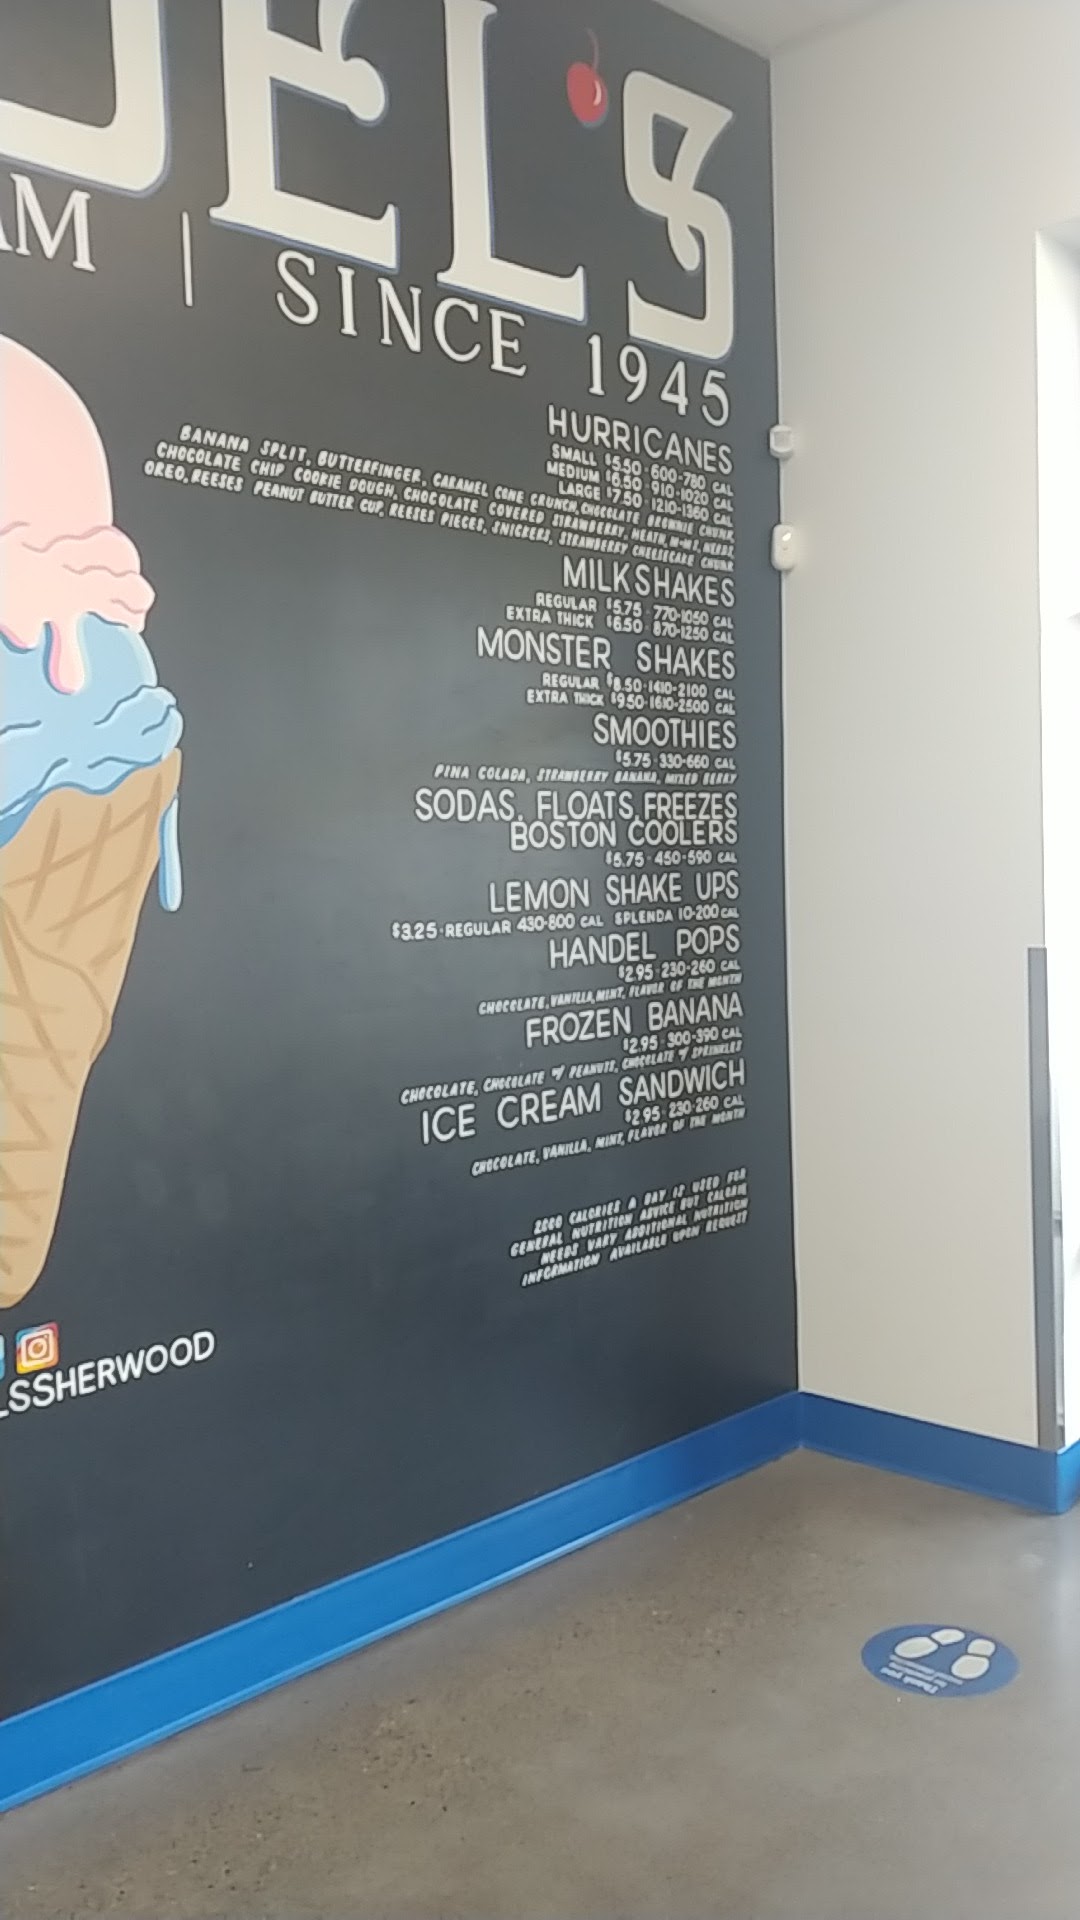 DEL'S
AM | SINCE 1945
HURRICANES
SMALL $5.50 · 600-780 CAL
MEDIUM $6.50 · 910-1020 CAL
LARGE $7.50 · 1210-1360 CAL
BANANA SPLIT, BUTTERFINGER, CARAMEL CONE CRUNCH, CHOCOLATE BROWNIE CHUNK,
CHOCOLATE CHIP COOKIE DOUGH, CHOCOLATE COVERED STRAWBERRY, HEATH, M+MS, NERDS,
OREO, REESES PEANUT BUTTER CUP, REESES PIECES, SNICKERS, STRAWBERRY CHEESECAKE CHUNK
MILKSHAKES
REGULAR $5.75 · 770-1050 CAL
EXTRA THICK $6.50 · 870-1250 CAL
MONSTER SHAKES
REGULAR $8.50 · 1410-2100 CAL
EXTRA THICK $9.50 · 1610-2500 CAL
SMOOTHIES
$5.75 · 330-660 CAL
PINA COLADA, STRAWBERRY BANANA, MIXED BERRY
SODAS, FLOATS, FREEZES
BOSTON COOLERS
$5.75 · 450-590 CAL
LEMON SHAKE UPS
$3.25 · REGULAR 430-800 CAL SPLENDA 10-200 CAL
HANDEL POPS
$2.95 · 230-260 CAL
CHOCOLATE, VANILLA, MINT, FLAVOR OF THE MONTH
FROZEN BANANA
$2.95 · 300-390 CAL
CHOCOLATE, CHOCOLATE W/ PEANUTS, CHOCOLATE W/ SPRINKLES
ICE CREAM SANDWICH
$2.95 · 230-260 CAL
CHOCOLATE, VANILLA, MINT, FLAVOR OF THE MONTH
2000 CALORIES A DAY IS USED FOR
GENERAL NUTRITION ADVICE BUT CALORIE
NEEDS VARY ADDITIONAL NUTRITION
INFORMATION AVAILABLE UPON REQUEST
LSSHERWOOD
Thank you